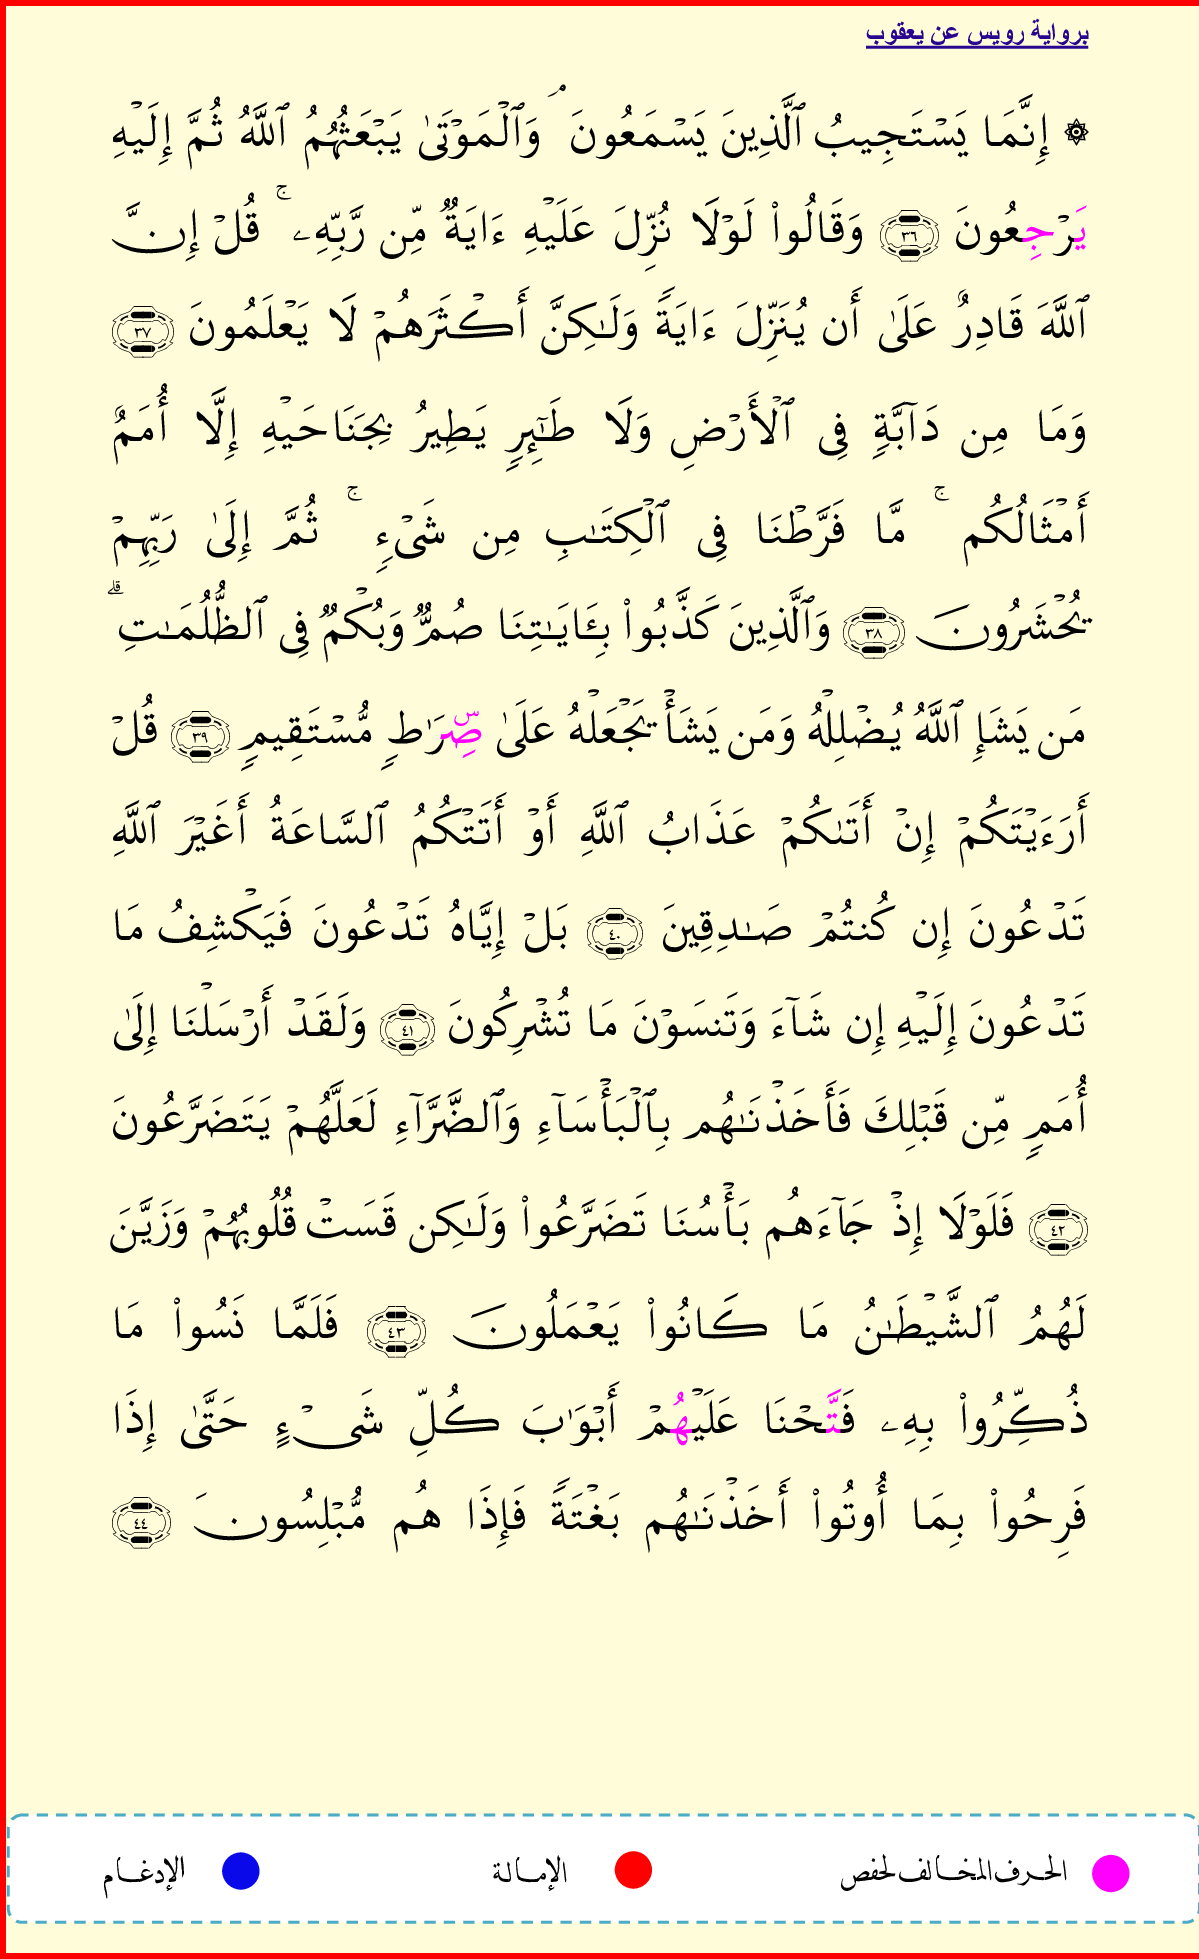 برواية رويس عن يعقوب
۞ إِنَّمَا يَسْتَجِيبُ ٱلَّذِينَ يَسْمَعُونَ ۘ وَٱلْمَوْتَىٰ يَبْعَثُهُمُ ٱللَّهُ ثُمَّ إِلَيْهِ
يَرْجِعُونَ ٣٦ وَقَالُوا۟ لَوْلَا نُزِّلَ عَلَيْهِ ءَايَةٌ مِّن رَّبِّهِۦ ۚ قُلْ إِنَّ
ٱللَّهَ قَادِرٌ عَلَىٰ أَن يُنَزِّلَ ءَايَةً وَلَـٰكِنَّ أَكْثَرَهُمْ لَا يَعْلَمُونَ ٣٧
وَمَا مِن دَآبَّةٍ فِى ٱلْأَرْضِ وَلَا طَـٰٓئِرٍ يَطِيرُ بِجَنَاحَيْهِ إِلَّا أُمَمٌ
أَمْثَالُكُم ۚ مَّا فَرَّطْنَا فِى ٱلْكِتَـٰبِ مِن شَىْءٍ ۚ ثُمَّ إِلَىٰ رَبِّهِمْ
يُحْشَرُونَ ٣٨ وَٱلَّذِينَ كَذَّبُوا۟ بِـَٔايَـٰتِنَا صُمٌّ وَبُكْمٌ فِى ٱلظُّلُمَـٰتِ ۗ
مَن يَشَإِ ٱللَّهُ يُضْلِلْهُ وَمَن يَشَأْ يَجْعَلْهُ عَلَىٰ صِّۜرَٰطٍ مُّسْتَقِيمٍ ٣٩ قُلْ
أَرَءَيْتَكُمْ إِنْ أَتَىٰكُمْ عَذَابُ ٱللَّهِ أَوْ أَتَتْكُمُ ٱلسَّاعَةُ أَغَيْرَ ٱللَّهِ
تَدْعُونَ إِن كُنتُمْ صَـٰدِقِينَ ٤٠ بَلْ إِيَّاهُ تَدْعُونَ فَيَكْشِفُ مَا
تَدْعُونَ إِلَيْهِ إِن شَآءَ وَتَنسَوْنَ مَا تُشْرِكُونَ ٤١ وَلَقَدْ أَرْسَلْنَا إِلَىٰ
أُمَمٍ مِّن قَبْلِكَ فَأَخَذْنَـٰهُم بِٱلْبَأْسَآءِ وَٱلضَّرَّآءِ لَعَلَّهُمْ يَتَضَرَّعُونَ
٤٢ فَلَوْلَا إِذْ جَآءَهُم بَأْسُنَا تَضَرَّعُوا۟ وَلَـٰكِن قَسَتْ قُلُوبُهُمْ وَزَيَّنَ
لَهُمُ ٱلشَّيْطَـٰنُ مَا كَانُوا۟ يَعْمَلُونَ ٤٣ فَلَمَّا نَسُوا۟ مَا
ذُكِّرُوا۟ بِهِۦ فَتَّحْنَا عَلَيْهُمْ أَبْوَٰبَ كُلِّ شَىْءٍ حَتَّىٰ إِذَا
فَرِحُوا۟ بِمَا أُوتُوا۟ أَخَذْنَـٰهُم بَغْتَةً فَإِذَا هُم مُّبْلِسُونَ ٤٤
الحرف المخالف لحفص الإمالة الإدغام